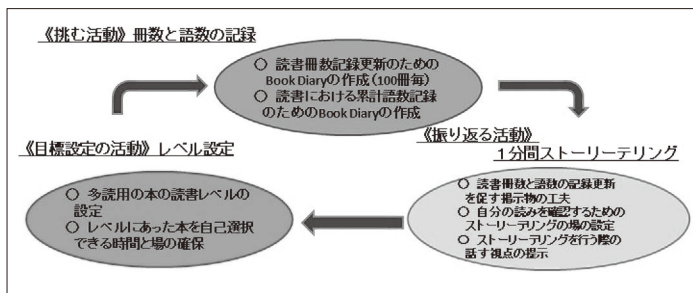 《挑む活動》冊数と語数の記録
○ 読書冊数記録更新のための
Book Diaryの作成（100冊毎）
○ 読書における累計語数記録
のためのBook Diaryの作成
《振り返る活動》
1分間ストーリーテリング
○ 読書冊数と語数の記録更新
を促す掲示物の工夫
○ 自分の読みを確認するための
ストーリーテリングの場の設定
○ ストーリーテリングを行う際の
話す視点の提示
《目標設定の活動》レベル設定
○ 多読用の本の読書レベルの
設定
○ レベルにあった本を自己選択
できる時間と場の確保